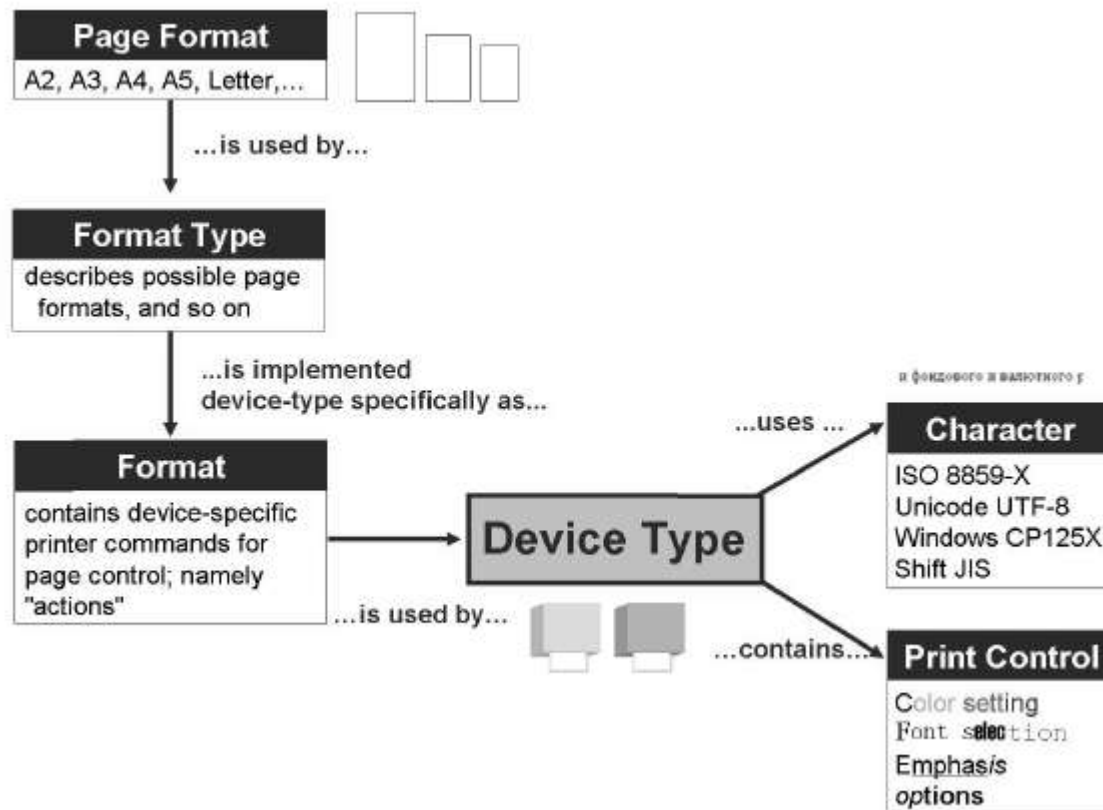 Page Format
A2, A3, A4, A5, Letter,...
...is used by...
Format Type
describes possible page
formats, and so on
...is implemented
device-type specifically as...
Format
contains device-specific
printer commands for
page control; namely
"actions"
...is used by...
Device Type
...uses ...
и фондового и валютного р
Character
ISO 8859-X
Unicode UTF-8
Windows CP125X
Shift JIS
...contains...
Print Control
Color setting
Font selection
Emphasis
options